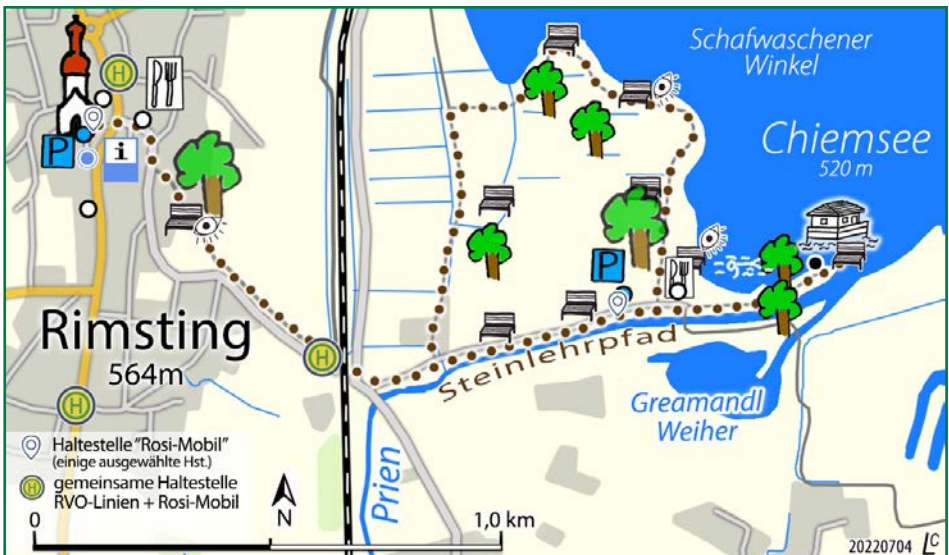 Schafwaschener
Winkel
Chiemsee
520 m
H
P
i
P
Rimsting
564m
H
Steinlehrpfad
Greamandl
Weiher
H
Prien
Haltestelle "Rosi-Mobil"
(einige ausgewählte Hst.)
H gemeinsame Haltestelle
RVO-Linien + Rosi-Mobil
N
0 1,0 km
20220704 C